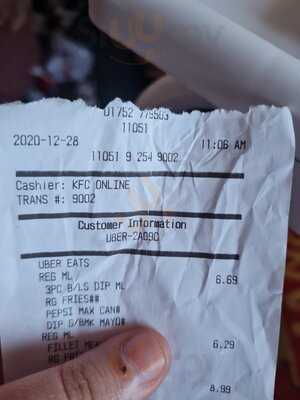 01752 779503
11051
2020-12-28 11:06 AM
11051 9 254 9002
Cashier: KFC ONLINE
TRANS #: 9002
Customer Information
UBER-2A09C
UBER EATS
REG ML 6.69
3PC B/LS DIP ML
RG FRIES##
PEPSI MAX CAN#
DIP G/BMK MAYO#
REG ML 6.29
FILLET
RG
8.99